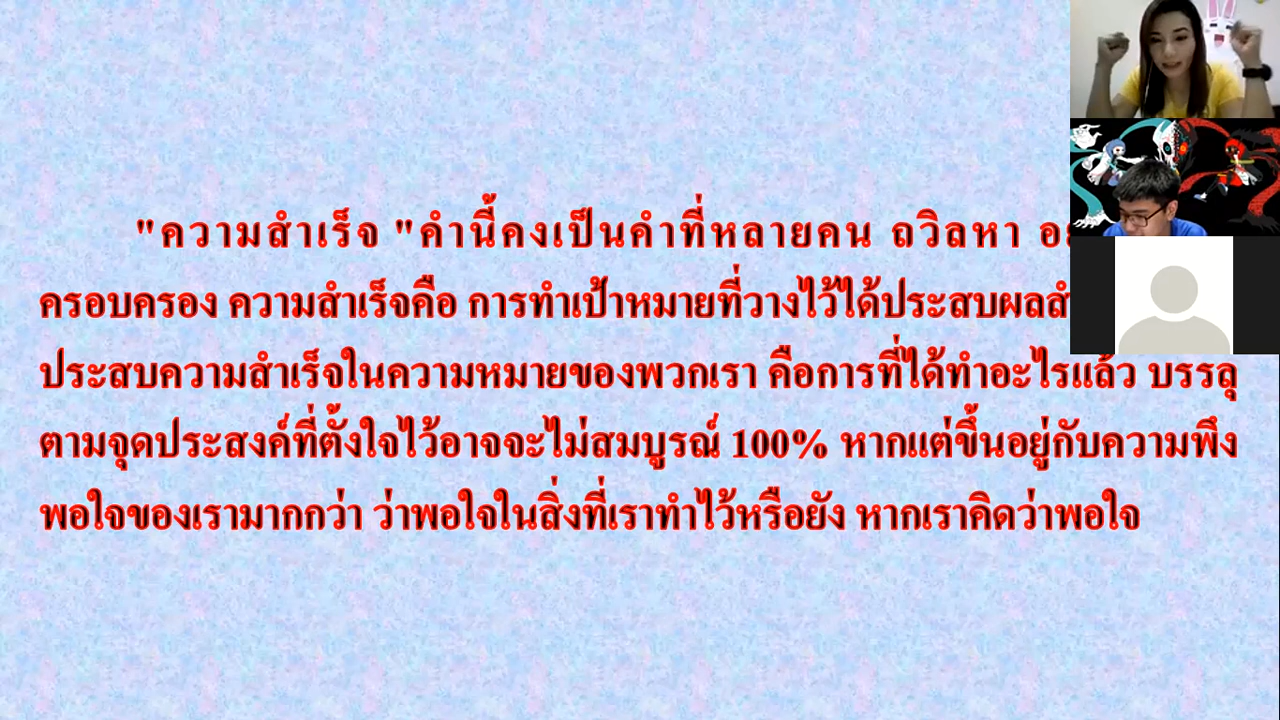 "ความสำเร็จ "คำนี้คงเป็นคำที่หลายคน ถวิลหา
ครอบครอง ความสำเร็จคือ การทำเป้าหมายที่วางไว้ได้ประสบผลสำ
ประสบความสำเร็จในความหมายของพวกเรา คือการที่ได้ทำอะไรแล้ว บรรลุ
ตามจุดประสงค์ที่ตั้งใจไว้อาจจะไม่สมบูรณ์ 100% หากแต่ขึ้นอยู่กับความพึง
พอใจของเรามากกว่า ว่าพอใจในสิ่งที่เราทำไว้หรือยัง หากเราคิดว่าพอใจ